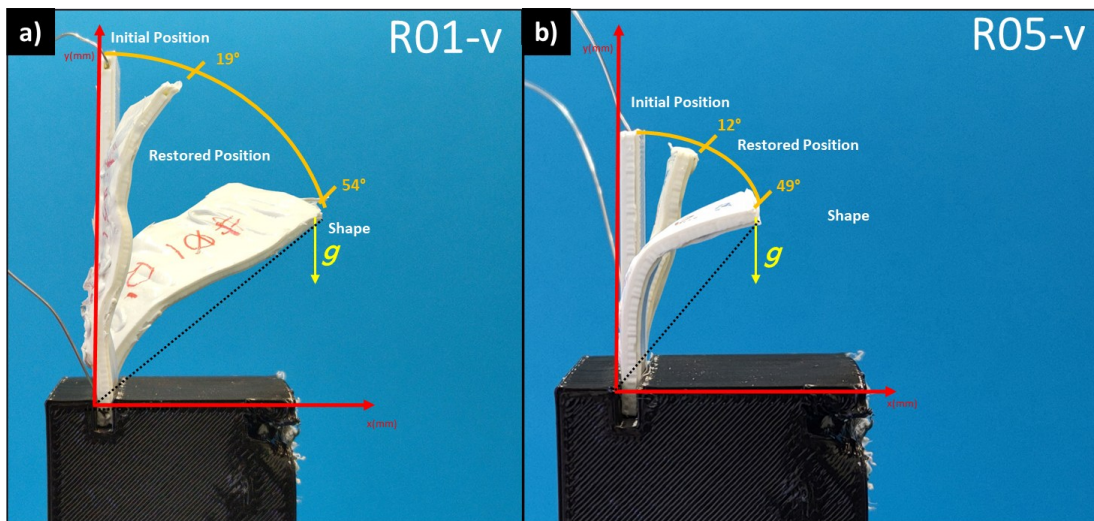 a)
R01-v
Initial Position
y(mm)
19°
Restored Position
54°
Shape
g
x(mm)
b)
R05-v
y(mm)
Initial Position
12°
Restored Position
49°
Shape
g
x(mm)